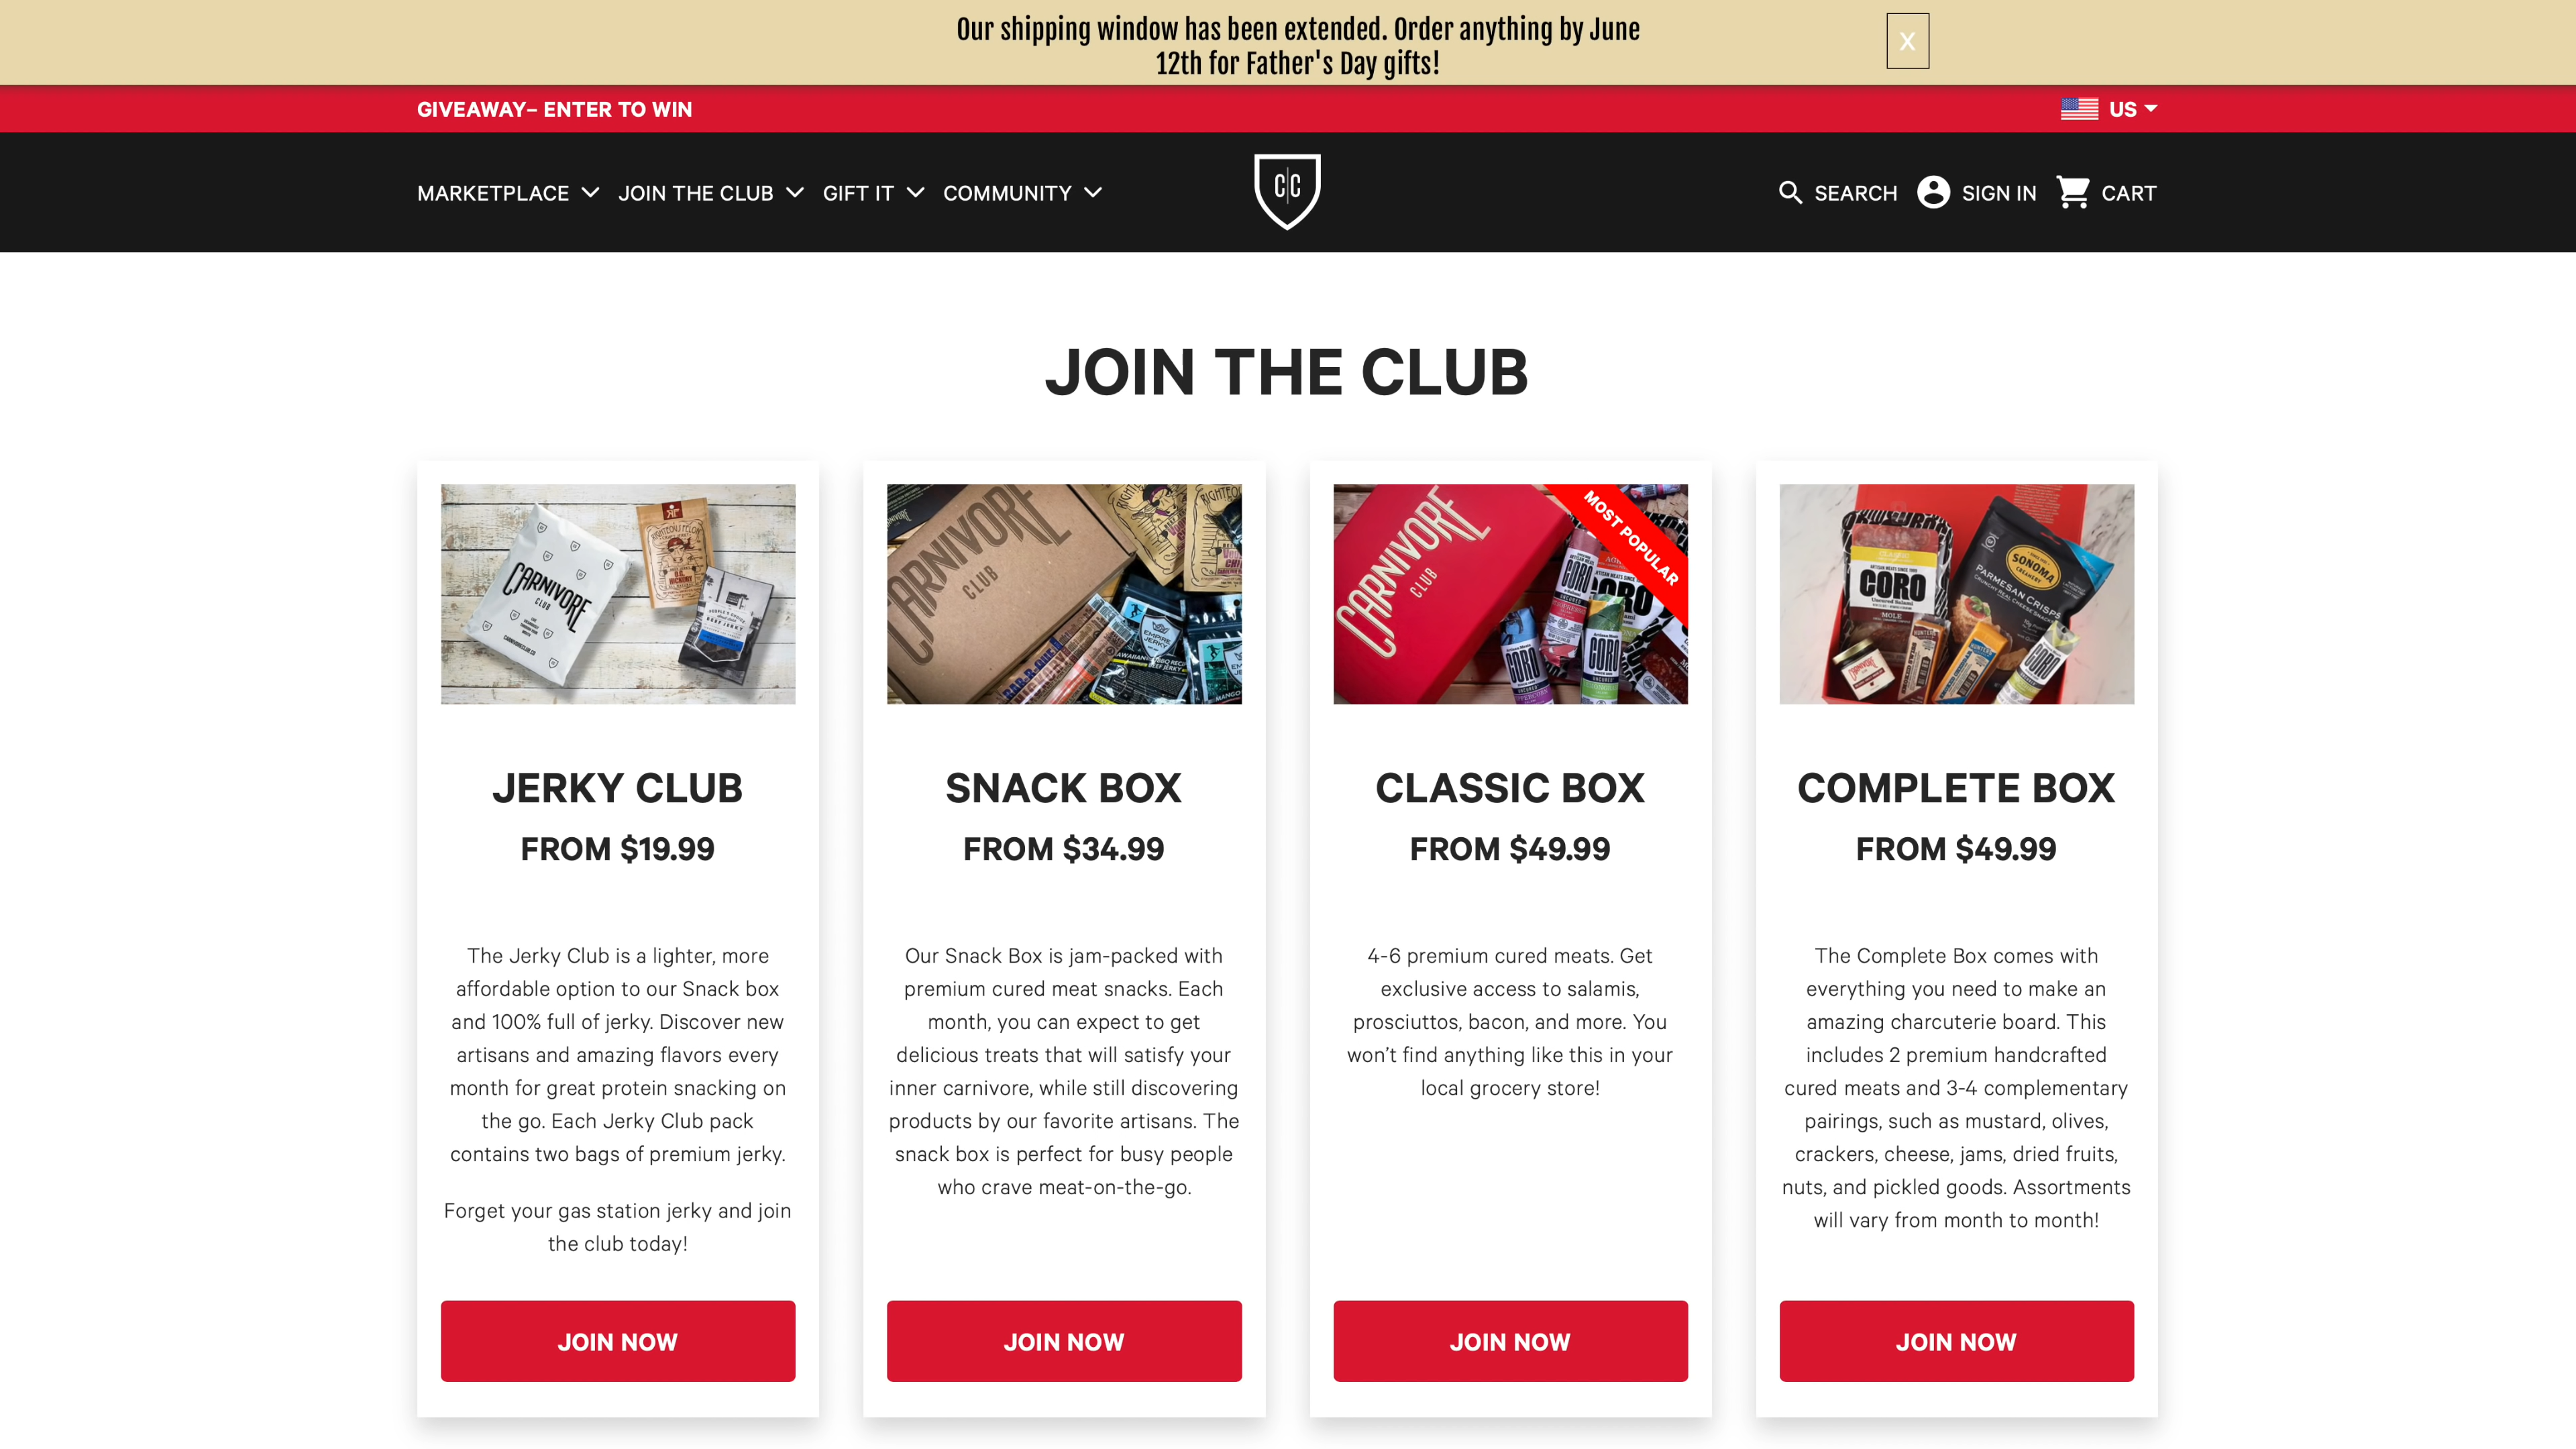 Our shipping window has been extended. Order anything by June
12th for Father's Day gifts!
X
GIVEAWAY– ENTER TO WIN
US
MARKETPLACE
JOIN THE CLUB
GIFT IT
COMMUNITY
C|C
SEARCH
SIGN IN
CART
JOIN THE CLUB
CARNIVORE
CLUB
CARNIVORE
CLUB
CARNIVORE
CLUB
MOST POPULAR
CORO
CORO
CORO
SONOMA
PARMESAN CRISPS
CORO
JERKY CLUB
FROM $19.99
The Jerky Club is a lighter, more
affordable option to our Snack box
and 100% full of jerky. Discover new
artisans and amazing flavors every
month for great protein snacking on
the go. Each Jerky Club pack
contains two bags of premium jerky.
Forget your gas station jerky and join
the club today!
JOIN NOW
SNACK BOX
FROM $34.99
Our Snack Box is jam-packed with
premium cured meat snacks. Each
month, you can expect to get
delicious treats that will satisfy your
inner carnivore, while still discovering
products by our favorite artisans. The
snack box is perfect for busy people
who crave meat-on-the-go.
JOIN NOW
CLASSIC BOX
FROM $49.99
4-6 premium cured meats. Get
exclusive access to salamis,
prosciuttos, bacon, and more. You
won’t find anything like this in your
local grocery store!
JOIN NOW
COMPLETE BOX
FROM $49.99
The Complete Box comes with
everything you need to make an
amazing charcuterie board. This
includes 2 premium handcrafted
cured meats and 3-4 complementary
pairings, such as mustard, olives,
crackers, cheese, jams, dried fruits,
nuts, and pickled goods. Assortments
will vary from month to month!
JOIN NOW